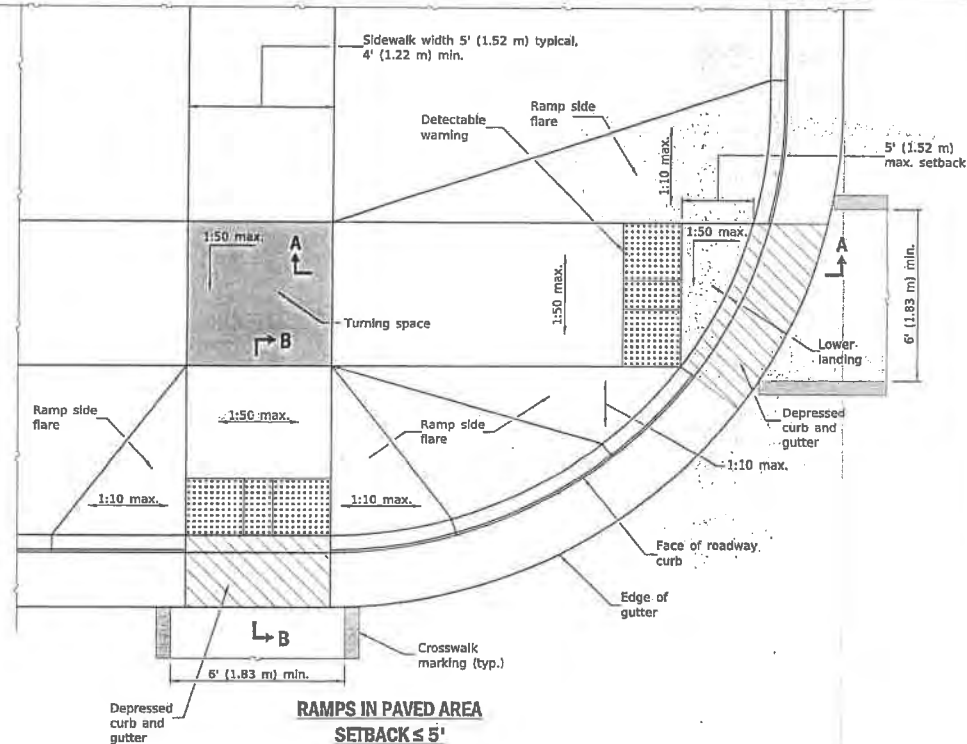 Sidewalk width 5' (1.52 m) typical,
4' (1.22 m) min.
Detectable
warning
Ramp side
flare
1:10 max.
5' (1.52 m)
max. setback
1:50 max.
A
1:50 max.
A
1:50 max.
6' (1.83 m) min.
Turning space
B
Lower
landing
Ramp side
flare
1:50 max.
Ramp side
flare
Depressed
curb and
gutter
1:10 max.
1:10 max.
1:10 max.
Face of roadway
curb
Edge of
gutter
B
Crosswalk
marking (typ.)
6' (1.83 m) min.
Depressed
curb and
gutter
RAMPS IN PAVED AREA
SETBACK ≤ 5'